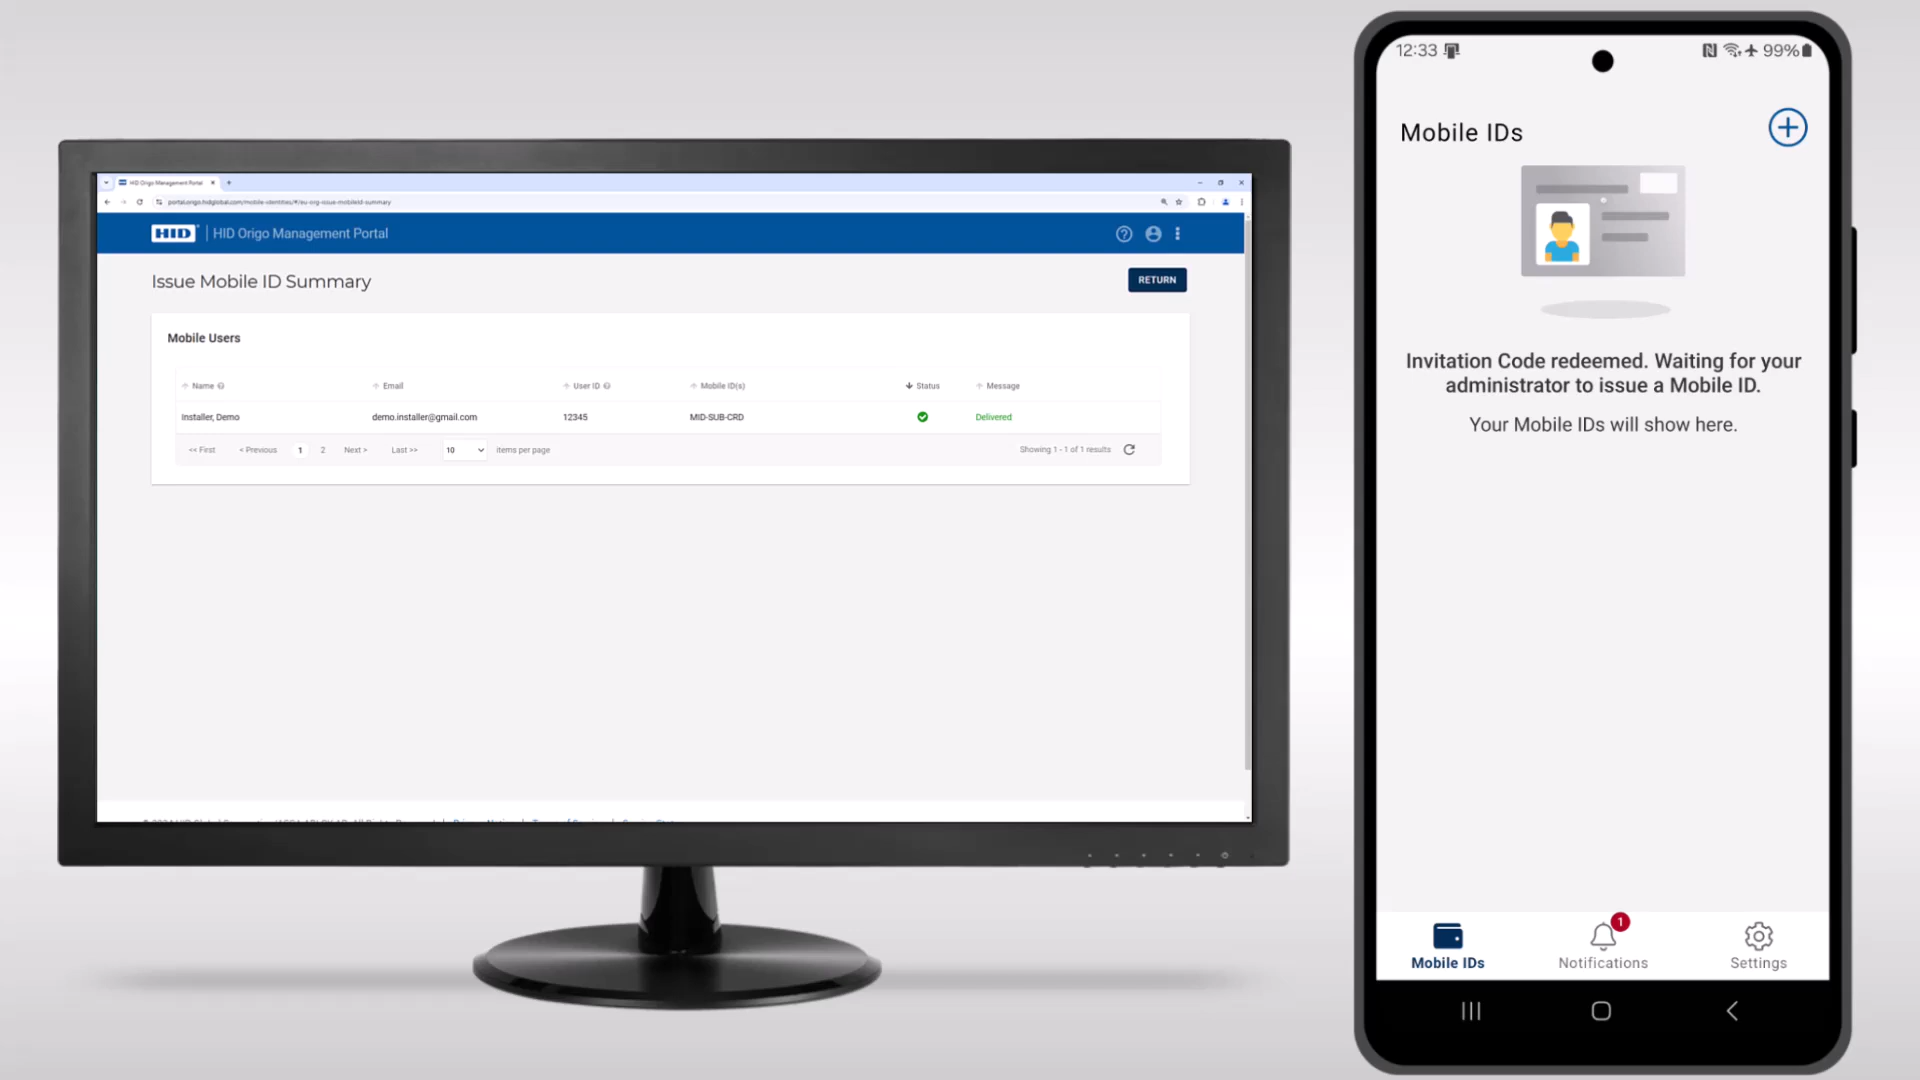 HID Origo Management Portal
portal.origo.hidglobal.com/mobile-identities/#/eu-org-issue-mobileid-summary
HID | HID Origo Management Portal
Issue Mobile ID Summary
RETURN
Mobile Users
Name Email User ID Mobile ID(s) Status Message
Installer, Demo demo.installer@gmail.com 12345 MID-SUB-CRD Delivered
<< First < Previous 1 2 Next > Last >> 10 items per page Showing 1 - 1 of 1 results
12:33 99%
Mobile IDs
Invitation Code redeemed. Waiting for your
administrator to issue a Mobile ID.
Your Mobile IDs will show here.
1
Mobile IDs Notifications Settings